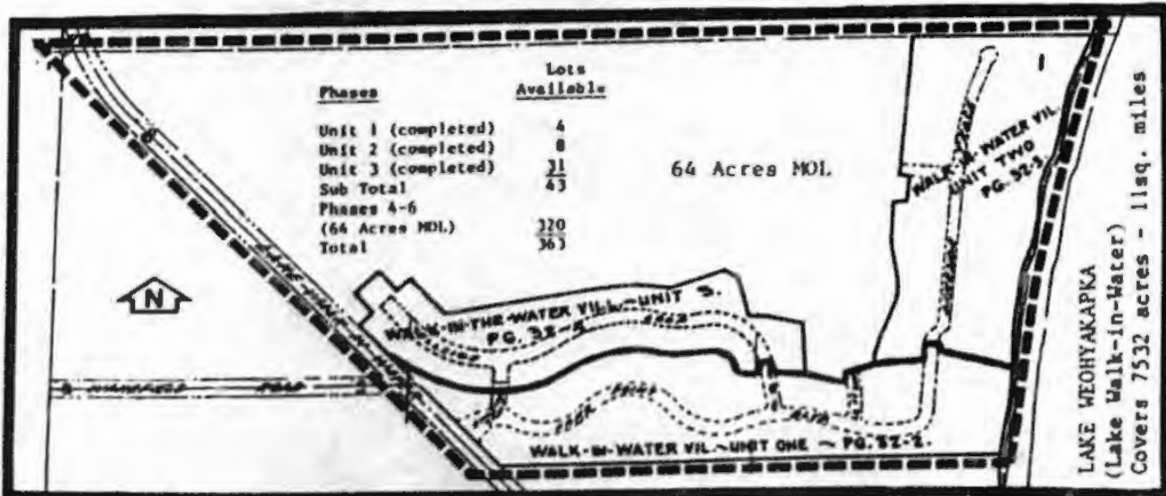 Phases
Lots
Available
Unit 1 (completed) 4
Unit 2 (completed) 8
Unit 3 (completed) 31
Sub Total 43
Phases 4-6
(64 Acres MOL) 320
Total 363
64 Acres MOL
N
WALK-IN-WATER VIL.
UNIT TWO
PG. 32-3.
WALK-IN-THE-WATER VILL.-UNIT 3.
PG. 32-
WALK-IN-WATER VIL.-UNIT ONE - PG. 32-2.
LAKE WEOHYAKAPKA
(Lake Walk-in-Water)
Covers 7532 acres - 11sq. miles